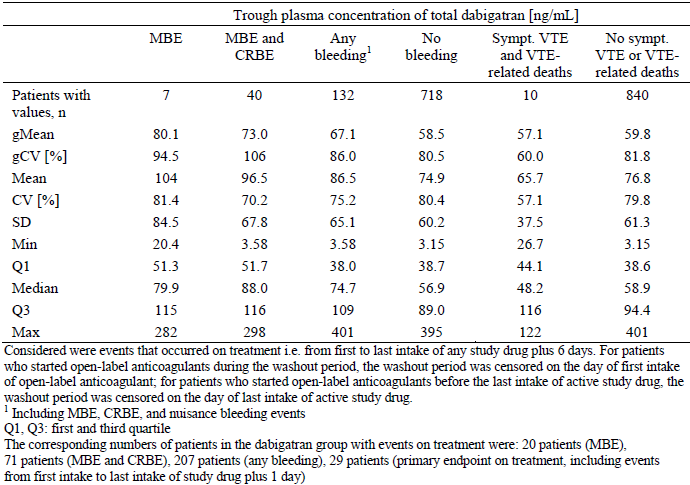 Trough plasma concentration of total dabigatran [ng/mL]
MBE MBE and CRBE Any bleeding1 No bleeding Sympt. VTE and VTE-related deaths No sympt. VTE or VTE-related deaths
Patients with values, n 7 40 132 718 10 840
gMean 80.1 73.0 67.1 58.5 57.1 59.8
gCV [%] 94.5 106 86.0 80.5 60.0 81.8
Mean 104 96.5 86.5 74.9 65.7 76.8
CV [%] 81.4 70.2 75.2 80.4 57.1 79.8
SD 84.5 67.8 65.1 60.2 37.5 61.3
Min 20.4 3.58 3.58 3.15 26.7 3.15
Q1 51.3 51.7 38.0 38.7 44.1 38.6
Median 79.9 88.0 74.7 56.9 48.2 58.9
Q3 115 116 109 89.0 116 94.4
Max 282 298 401 395 122 401
Considered were events that occurred on treatment i.e. from first to last intake of any study drug plus 6 days. For patients
who started open-label anticoagulants during the washout period, the washout period was censored on the day of first intake
of open-label anticoagulant; for patients who started open-label anticoagulants before the last intake of active study drug, the
washout period was censored on the day of last intake of active study drug.
1 Including MBE, CRBE, and nuisance bleeding events
Q1, Q3: first and third quartile
The corresponding numbers of patients in the dabigatran group with events on treatment were: 20 patients (MBE),
71 patients (MBE and CRBE), 207 patients (any bleeding), 29 patients (primary endpoint on treatment, including events
from first intake to last intake of study drug plus 1 day)